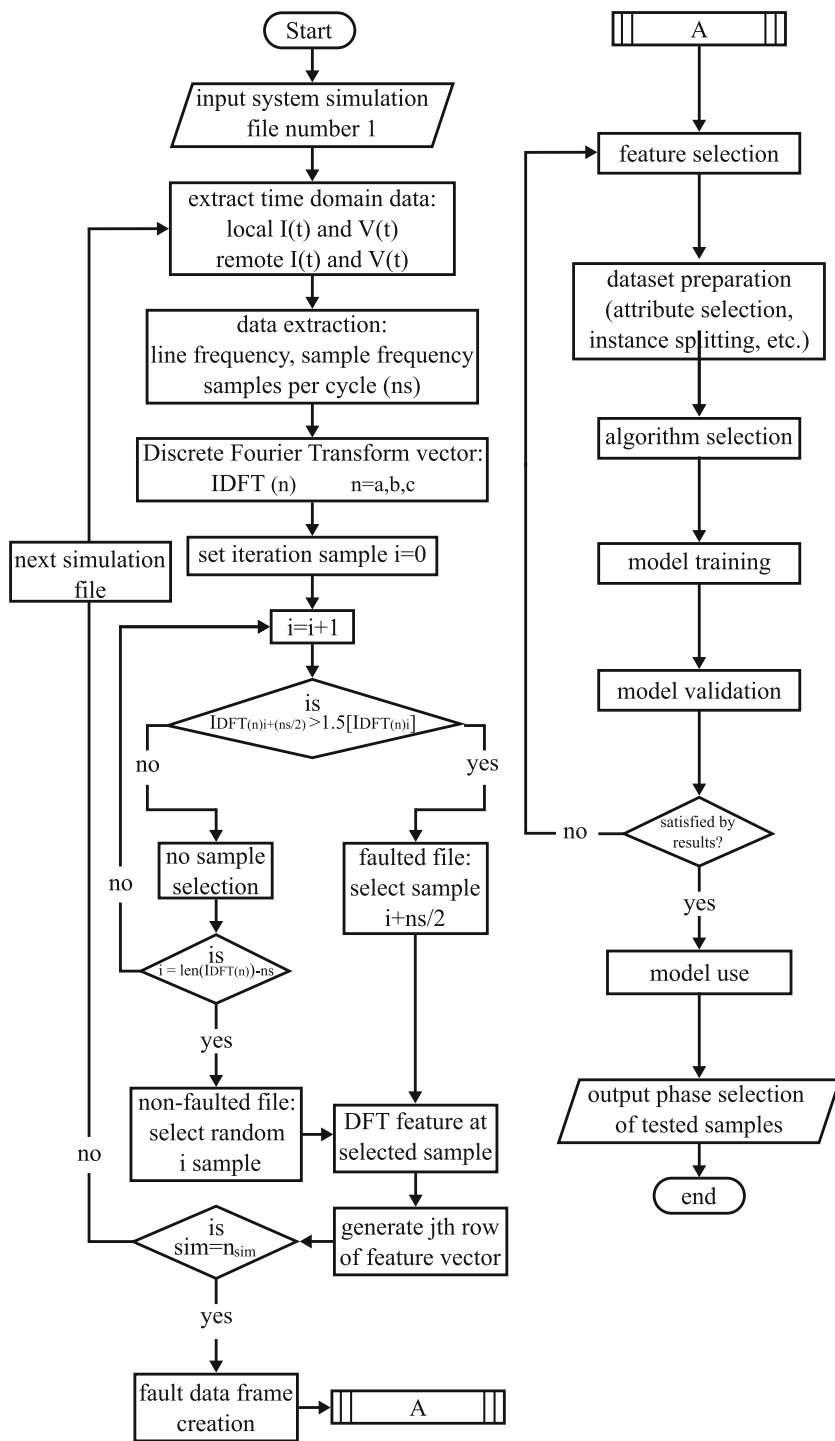 Start
input system simulation
file number 1
extract time domain data:
local I(t) and V(t)
remote I(t) and V(t)
data extraction:
line frequency, sample frequency
samples per cycle (ns)
Discrete Fourier Transform vector:
IDFT (n) n=a,b,c
set iteration sample i=0
next simulation
file
i=i+1
is
IDFT(n)i+(ns/2) >1.5[IDFT(n)i]
no
yes
no sample
selection
no
faulted file:
select sample
i+ns/2
is
i = len(IDFT(n))-ns
yes
non-faulted file:
select random
i sample
DFT feature at
selected sample
no
generate jth row
of feature vector
is
sim=nsim
yes
fault data frame
creation
A
A
feature selection
dataset preparation
(attribute selection,
instance splitting, etc.)
algorithm selection
model training
model validation
satisfied by
results?
no
yes
model use
output phase selection
of tested samples
end